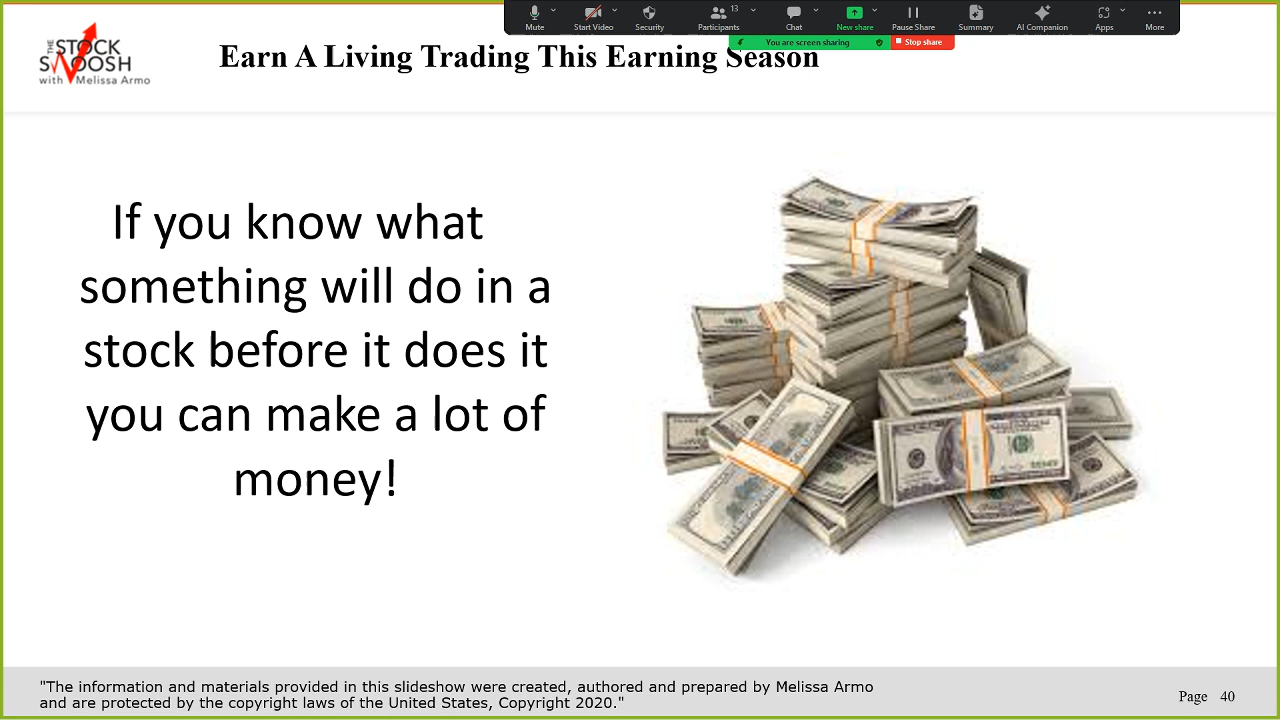 Mute
Start Video
Security
Participants
13
Chat
New share
Pause Share
Summary
AI Companion
Apps
More
You are screen sharing
Stop share
THE
STOCK
SWOOSH
with Melissa Armo
Earn A Living Trading This Earning Season
If you know what
something will do in a
stock before it does it
you can make a lot of
money!
"The information and materials provided in this slideshow were created, authored and prepared by Melissa Armo
and are protected by the copyright laws of the United States, Copyright 2020."
Page 40